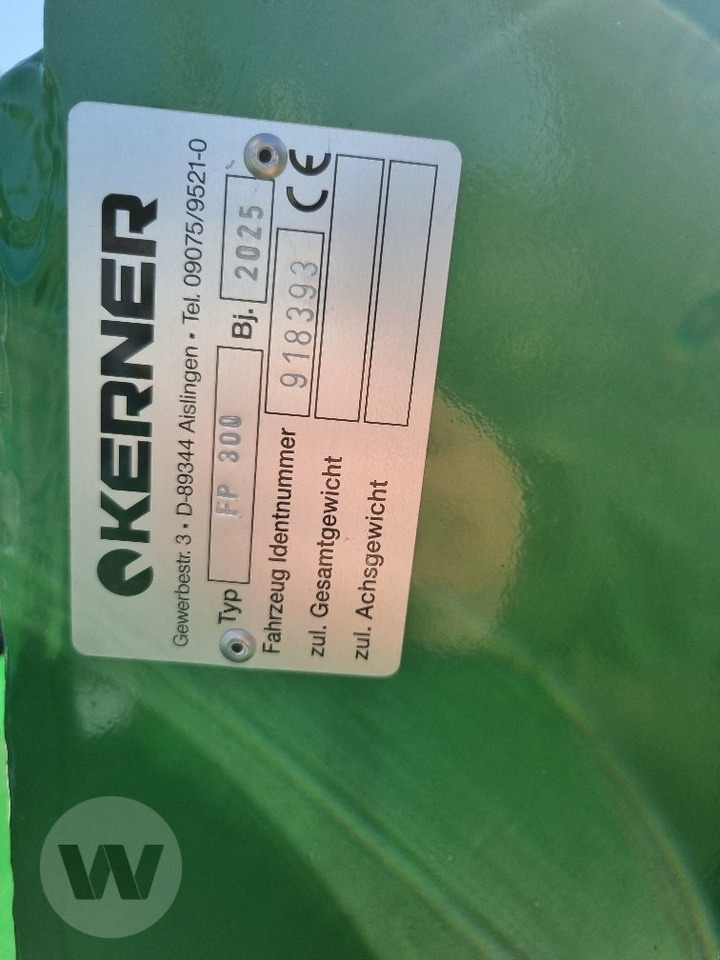 KERNER
Gewerbestr. 3 • D-89344 Aislingen • Tel. 09075/9521-0
Typ FP 300 Bj. 2025
Fahrzeug Identnummer 918393 CE
zul. Gesamtgewicht
zul. Achsgewicht
W